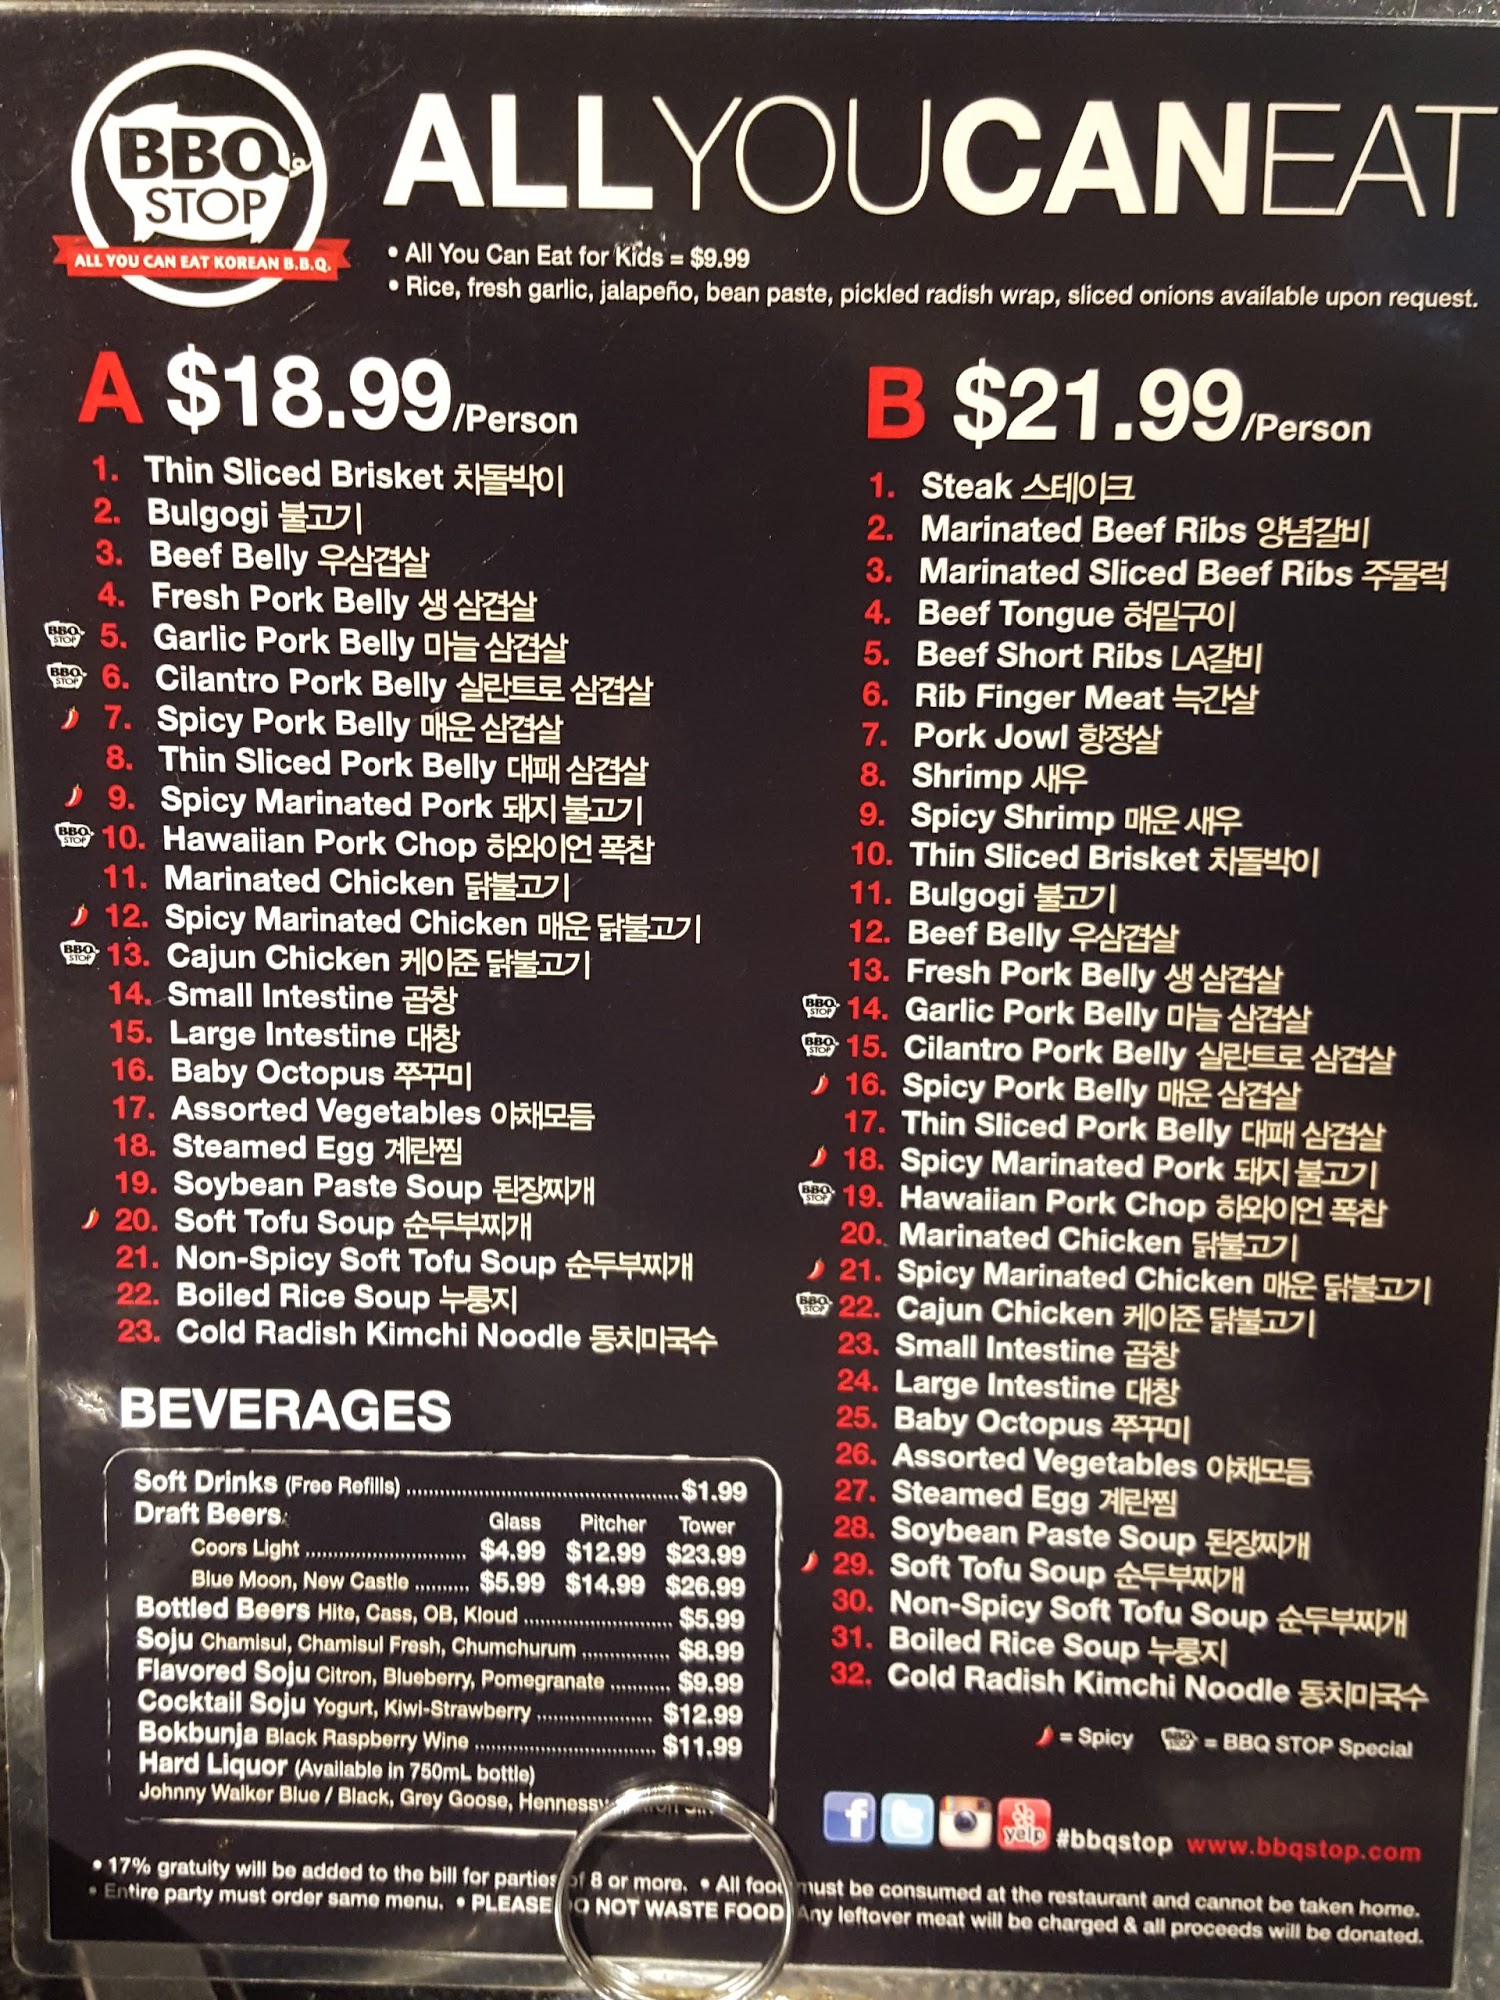 BBQ
STOP
ALL YOU CAN EAT KOREAN B.B.Q.
ALLYOUCANEAT
• All You Can Eat for Kids = $9.99
• Rice, fresh garlic, jalapeño, bean paste, pickled radish wrap, sliced onions available upon request.
A $18.99/Person
1. Thin Sliced Brisket 차돌박이
2. Bulgogi 불고기
3. Beef Belly 우삼겹살
4. Fresh Pork Belly 생 삼겹살
BBQ STOP 5. Garlic Pork Belly 마늘 삼겹살
BBQ STOP 6. Cilantro Pork Belly 실란트로 삼겹살
7. Spicy Pork Belly 매운 삼겹살
8. Thin Sliced Pork Belly 대패 삼겹살
9. Spicy Marinated Pork 돼지 불고기
BBQ STOP 10. Hawaiian Pork Chop 하와이언 폭찹
11. Marinated Chicken 닭불고기
12. Spicy Marinated Chicken 매운 닭불고기
BBQ STOP 13. Cajun Chicken 케이준 닭불고기
14. Small Intestine 곱창
15. Large Intestine 대창
16. Baby Octopus 쭈꾸미
17. Assorted Vegetables 야채모듬
18. Steamed Egg 계란찜
19. Soybean Paste Soup 된장찌개
20. Soft Tofu Soup 순두부찌개
21. Non-Spicy Soft Tofu Soup 순두부찌개
22. Boiled Rice Soup 누룽지
23. Cold Radish Kimchi Noodle 동치미국수
BEVERAGES
Soft Drinks (Free Refills) $1.99
Draft Beers Glass Pitcher Tower
Coors Light $4.99 $12.99 $23.99
Blue Moon, New Castle $5.99 $14.99 $26.99
Bottled Beers Hite, Cass, OB, Kloud $5.99
Soju Chamisul, Chamisul Fresh, Chumchurum $8.99
Flavored Soju Citron, Blueberry, Pomegranate $9.99
Cocktail Soju Yogurt, Kiwi-Strawberry $12.99
Bokbunja Black Raspberry Wine $11.99
Hard Liquor (Available in 750mL bottle)
Johnny Walker Blue / Black, Grey Goose, Hennessy
B $21.99/Person
1. Steak 스테이크
2. Marinated Beef Ribs 양념갈비
3. Marinated Sliced Beef Ribs 주물럭
4. Beef Tongue 혀밑구이
5. Beef Short Ribs LA갈비
6. Rib Finger Meat 늑간살
7. Pork Jowl 항정살
8. Shrimp 새우
9. Spicy Shrimp 매운 새우
10. Thin Sliced Brisket 차돌박이
11. Bulgogi 불고기
12. Beef Belly 우삼겹살
13. Fresh Pork Belly 생 삼겹살
BBQ STOP 14. Garlic Pork Belly 마늘 삼겹살
BBQ STOP 15. Cilantro Pork Belly 실란트로 삼겹살
16. Spicy Pork Belly 매운 삼겹살
17. Thin Sliced Pork Belly 대패 삼겹살
18. Spicy Marinated Pork 돼지 불고기
BBQ STOP 19. Hawaiian Pork Chop 하와이언 폭찹
20. Marinated Chicken 닭불고기
21. Spicy Marinated Chicken 매운 닭불고기
BBQ STOP 22. Cajun Chicken 케이준 닭불고기
23. Small Intestine 곱창
24. Large Intestine 대창
25. Baby Octopus 쭈꾸미
26. Assorted Vegetables 야채모듬
27. Steamed Egg 계란찜
28. Soybean Paste Soup 된장찌개
29. Soft Tofu Soup 순두부찌개
30. Non-Spicy Soft Tofu Soup 순두부찌개
31. Boiled Rice Soup 누룽지
32. Cold Radish Kimchi Noodle 동치미국수
= Spicy BBQ STOP = BBQ STOP Special
f yelp #bbqstop www.bbqstop.com
• 17% gratuity will be added to the bill for parties of 8 or more. • All food must be consumed at the restaurant and cannot be taken home.
• Entire party must order same menu. • PLEASE DO NOT WASTE FOOD Any leftover meat will be charged & all proceeds will be donated.